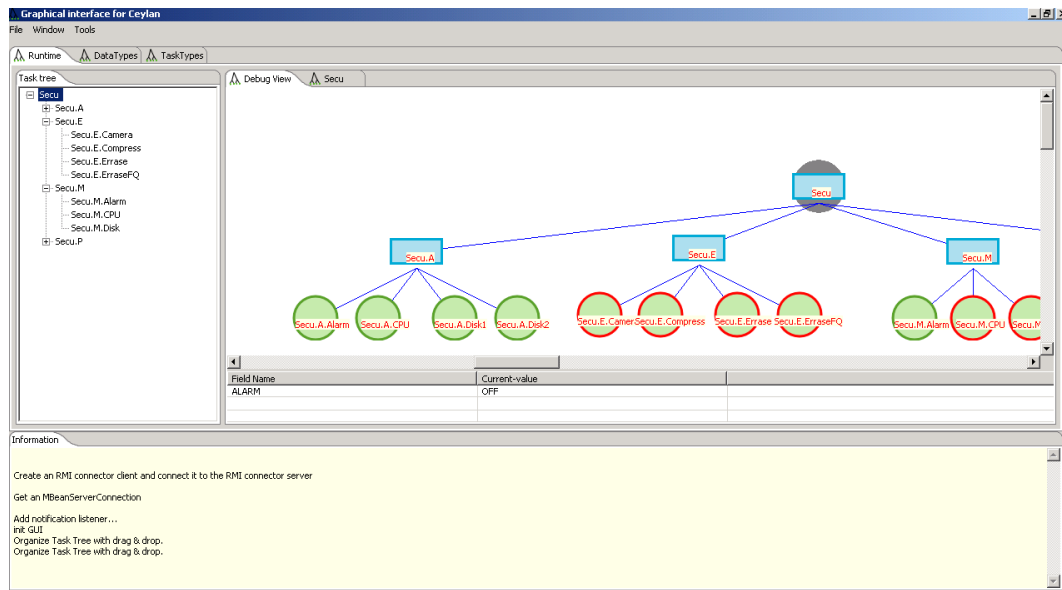 Graphical interface for Ceylan
File Window Tools
Runtime DataTypes TaskTypes
Task tree
Secu
Secu.A
Secu.E
Secu.E.Camera
Secu.E.Compress
Secu.E.Errase
Secu.E.ErraseFQ
Secu.M
Secu.M.Alarm
Secu.M.CPU
Secu.M.Disk
Secu.P
Debug View Secu
Secu
Secu.A Secu.E Secu.M
Secu.A.Alarm Secu.A.CPU Secu.A.Disk1 Secu.A.Disk2 Secu.E.Camer Secu.E.Compress Secu.E.Errase Secu.E.ErraseFQ Secu.M.Alarm Secu.M.CPU Secu.M
Field Name Current-value
ALARM OFF
Information
Create an RMI connector client and connect it to the RMI connector server
Get an MBeanServerConnection
Add notification listener...
init GUI
Organize Task Tree with drag & drop.
Organize Task Tree with drag & drop.